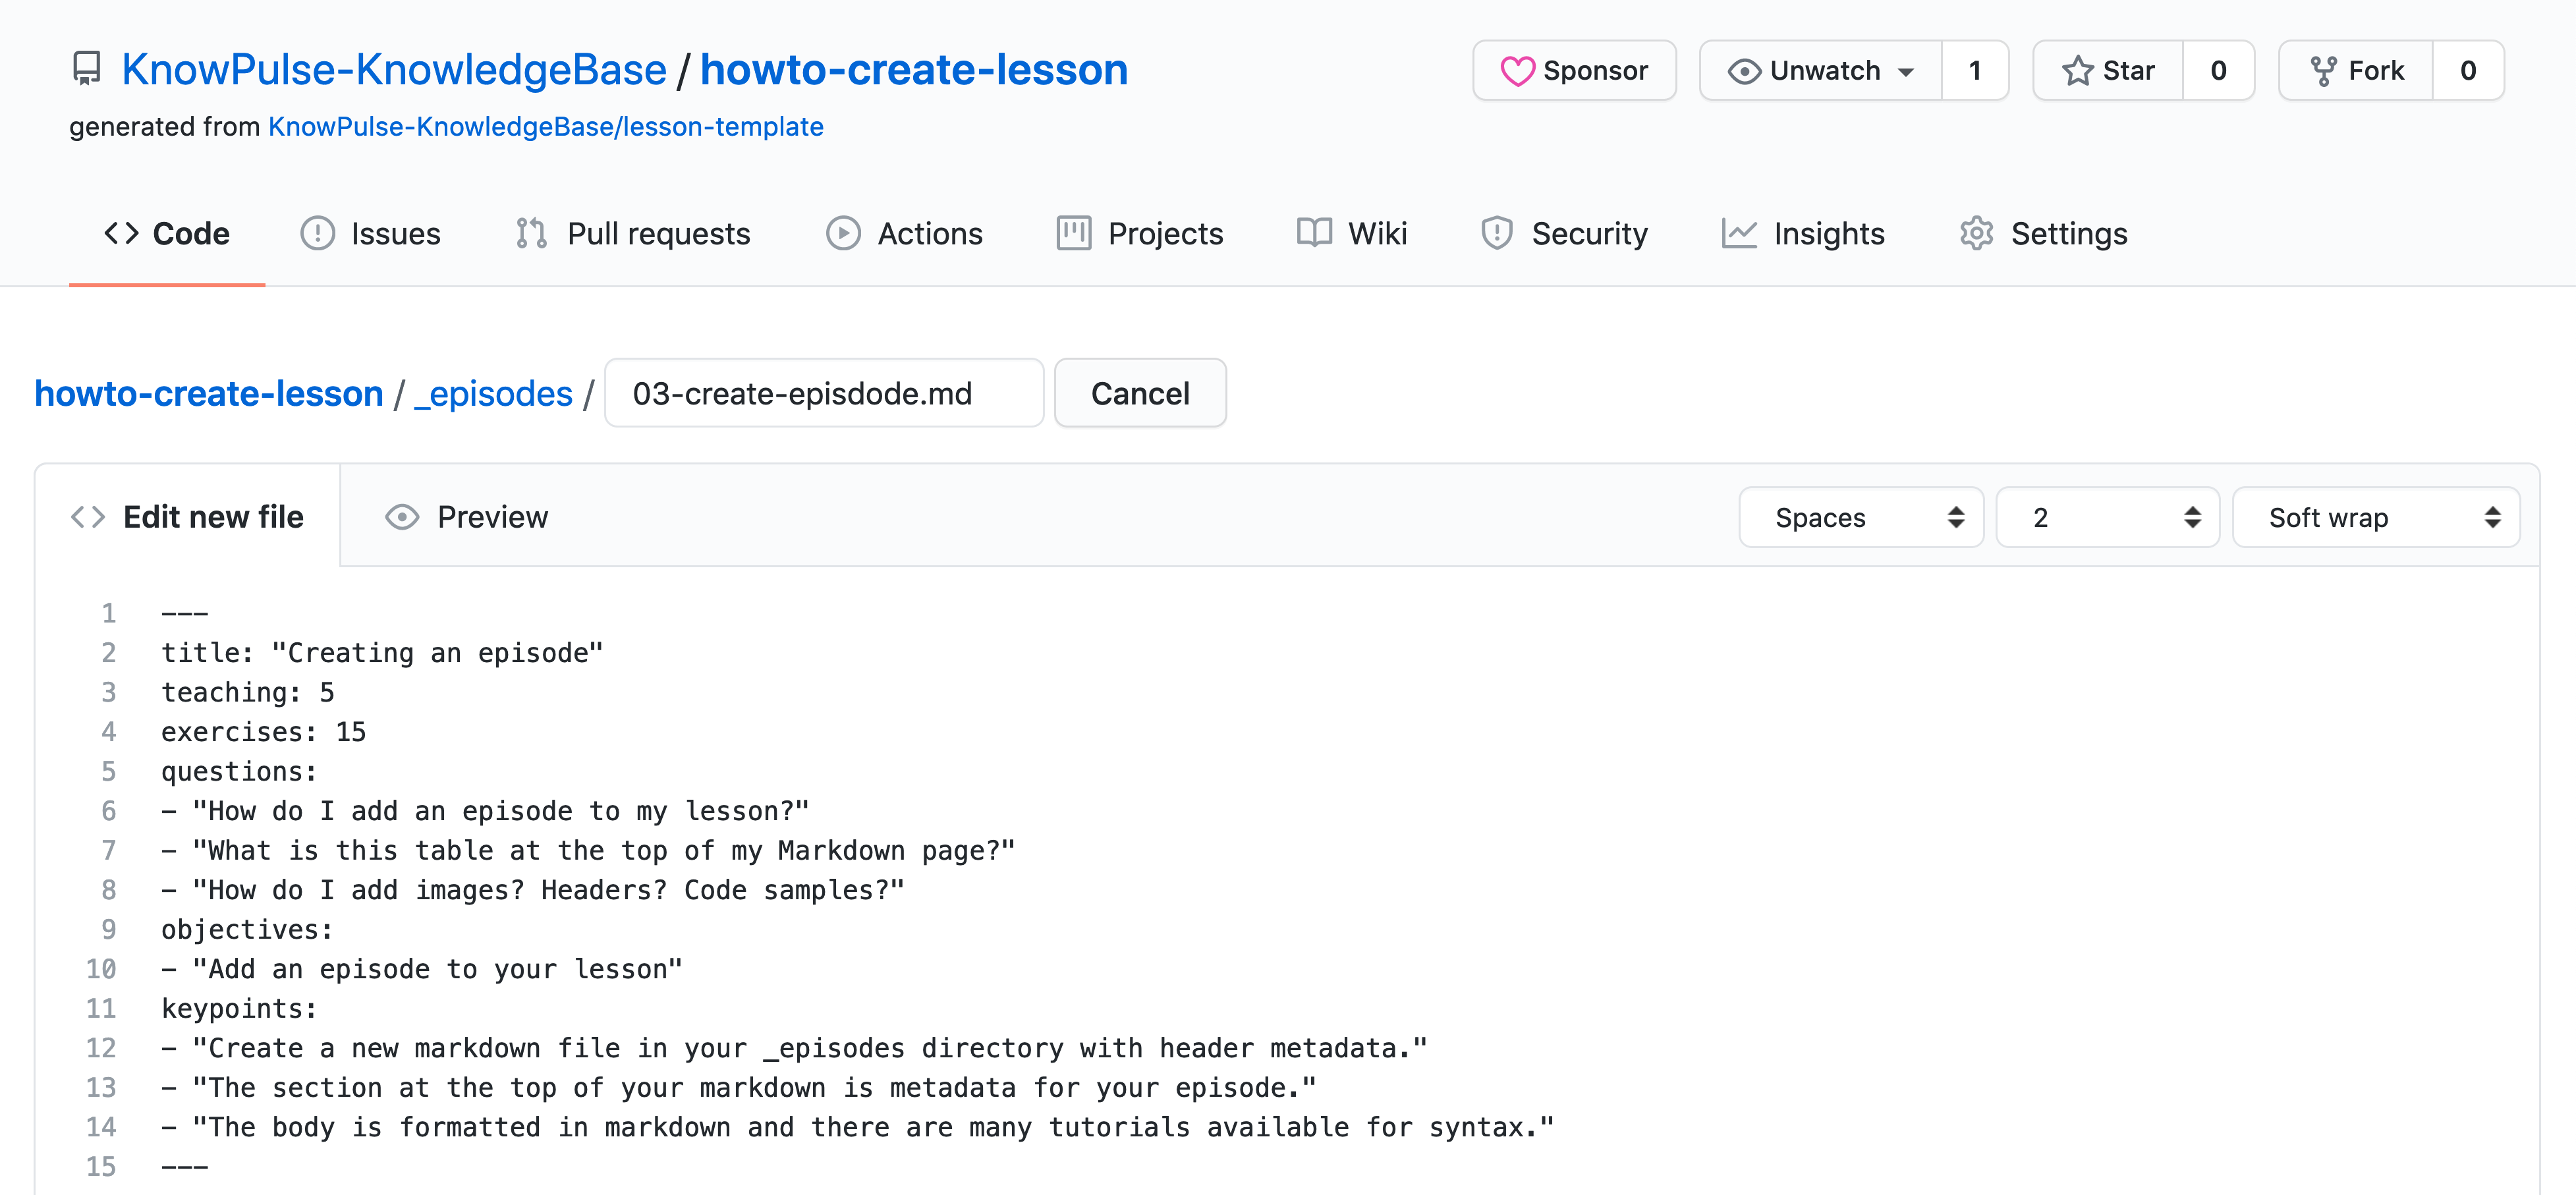 KnowPulse-KnowledgeBase / howto-create-lesson
Sponsor Unwatch 1 Star 0 Fork 0
generated from KnowPulse-KnowledgeBase/lesson-template
Code Issues Pull requests Actions Projects Wiki Security Insights Settings
howto-create-lesson / _episodes / 03-create-episdode.md Cancel
Edit new file Preview Spaces 2 Soft wrap
1 ---
2 title: "Creating an episode"
3 teaching: 5
4 exercises: 15
5 questions:
6 - "How do I add an episode to my lesson?"
7 - "What is this table at the top of my Markdown page?"
8 - "How do I add images? Headers? Code samples?"
9 objectives:
10 - "Add an episode to your lesson"
11 keypoints:
12 - "Create a new markdown file in your _episodes directory with header metadata."
13 - "The section at the top of your markdown is metadata for your episode."
14 - "The body is formatted in markdown and there are many tutorials available for syntax."
15 ---